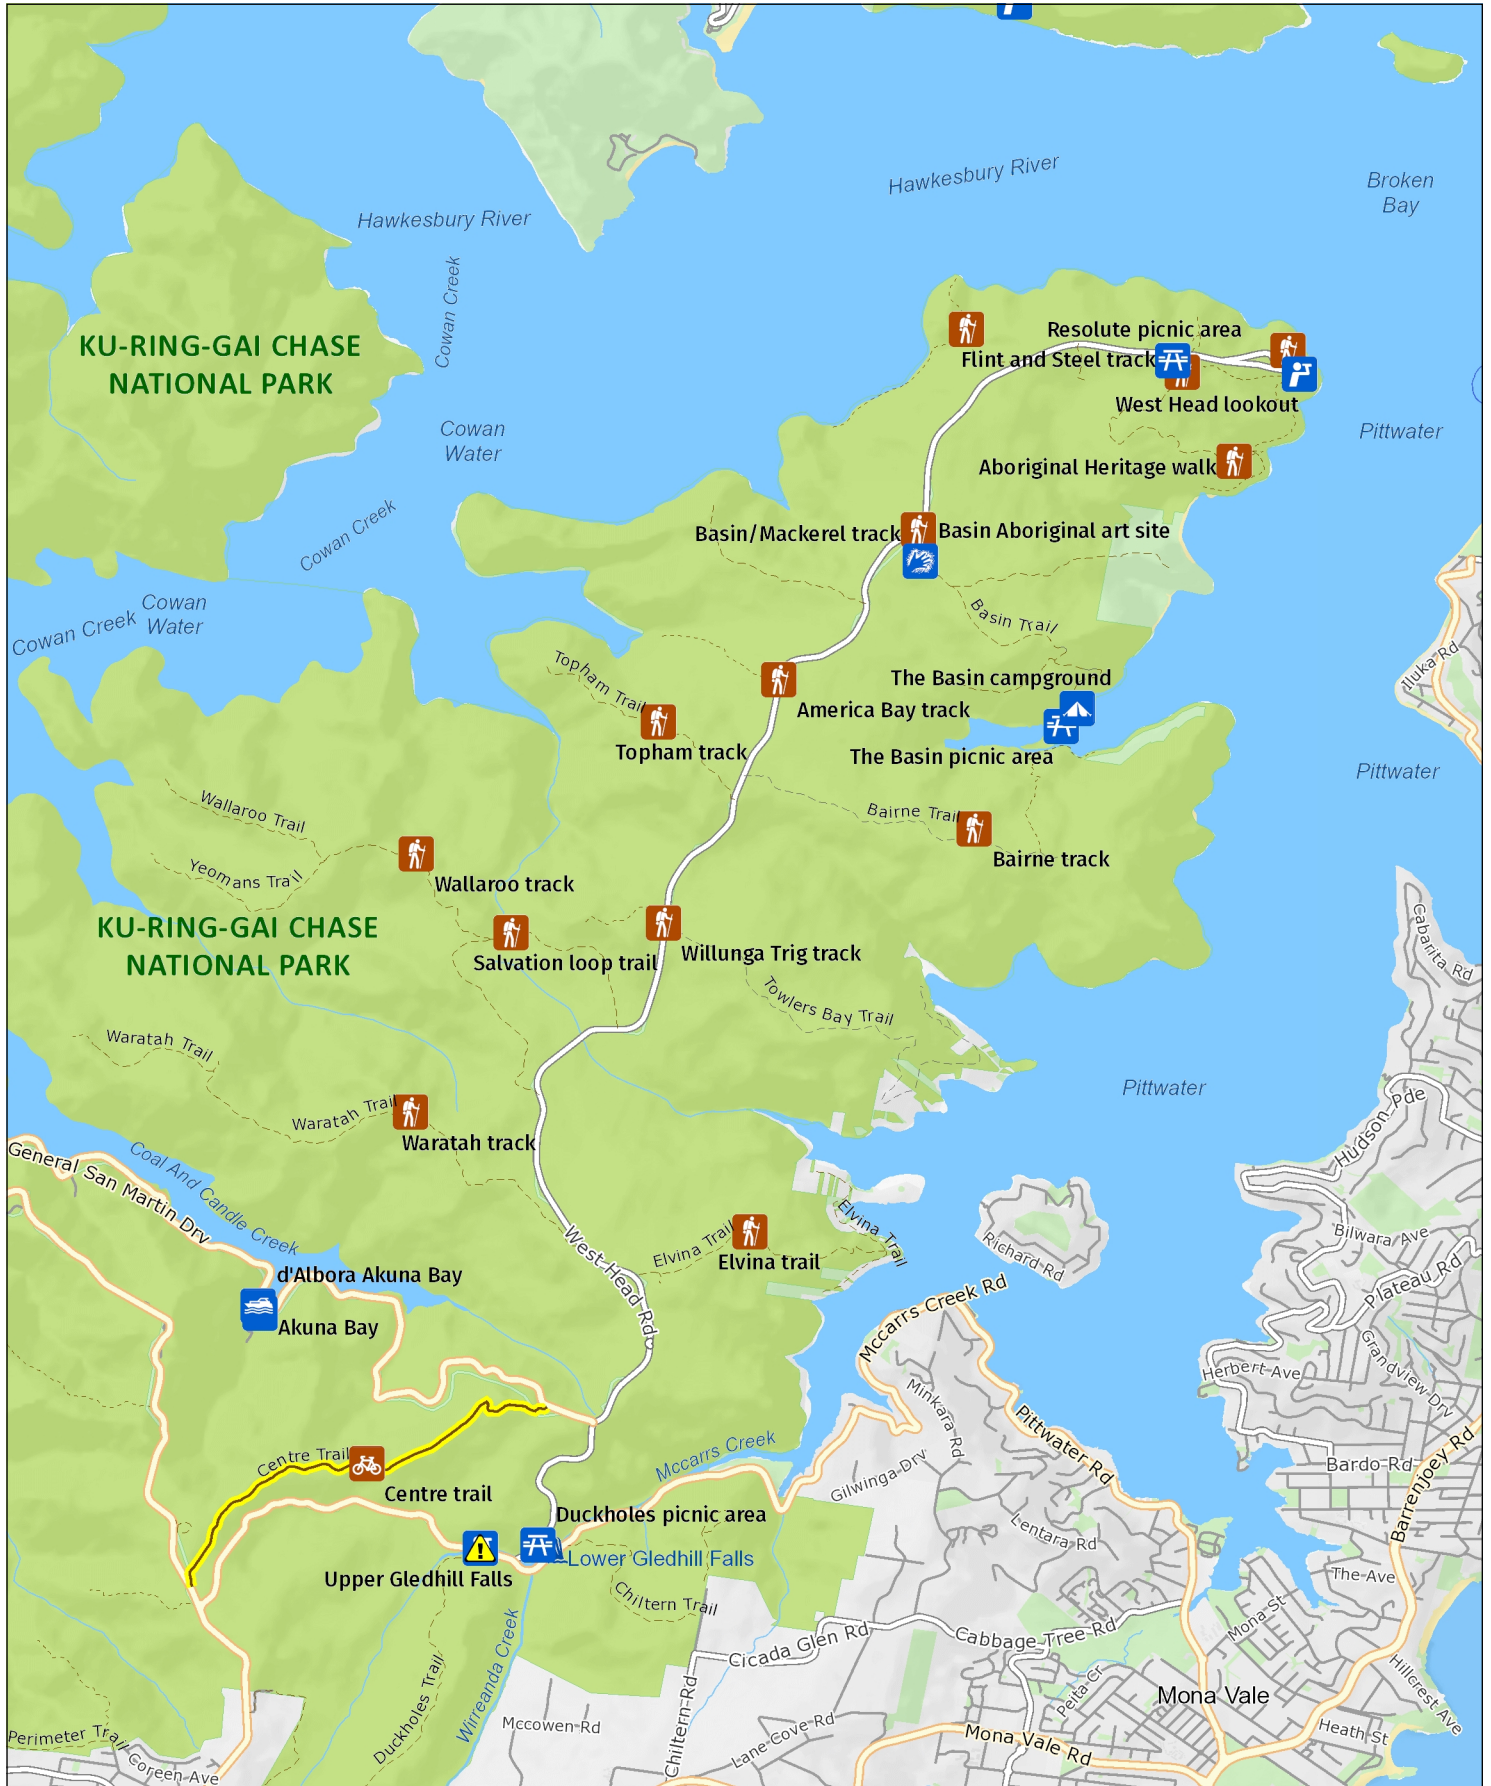 Hawkesbury River
Broken
Bay
Hawkesbury River
Cowan Creek
KU-RING-GAI CHASE
NATIONAL PARK
Resolute picnic area
Flint and Steel track
West Head lookout
Cowan
Water
Pittwater
Aboriginal Heritage walk
Cowan Creek
Basin/Mackerel track
Basin Aboriginal art site
Cowan
Water
Cowan Creek
Basin Trail
Iluka Rd
Topham Trail
The Basin campground
America Bay track
Topham track
The Basin picnic area
Pittwater
Wallaroo Trail
Bairne Trail
Bairne track
Yeomans Trail
Wallaroo track
KU-RING-GAI CHASE
NATIONAL PARK
Salvation loop trail
Willunga Trig track
Cabarita Rd
Towlers Bay Trail
Waratah Trail
Pittwater
Waratah Trail
Waratah track
Hudson Pde
General San Martin Drv
Coal And Candle Creek
West Head Rd
Elvina Trail
Elvina trail
Elvina Trail
Richard Rd
Bilwara Ave
Plateau Rd
d'Albora Akuna Bay
Akuna Bay
Mccarrs Creek Rd
Herbert Ave
Grandview Drv
Minkara Rd
Pittwater Rd
Centre Trail
Centre trail
Mccarrs Creek
Gilwinga Drv
Bardo Rd
Barrenjoey Rd
Duckholes picnic area
Lower Gledhill Falls
Upper Gledhill Falls
Lentara Rd
Chiltern Trail
The Ave
Mona St
Cicada Glen Rd
Cabbage Tree Rd
Wirreanda Creek
Duckholes Trail
Chiltern Rd
Peita Cr
Mona Vale
Hillcrest Ave
Mccowen Rd
Lane Cove Rd
Mona Vale Rd
Heath St
Perimeter Trail
Coreen Ave